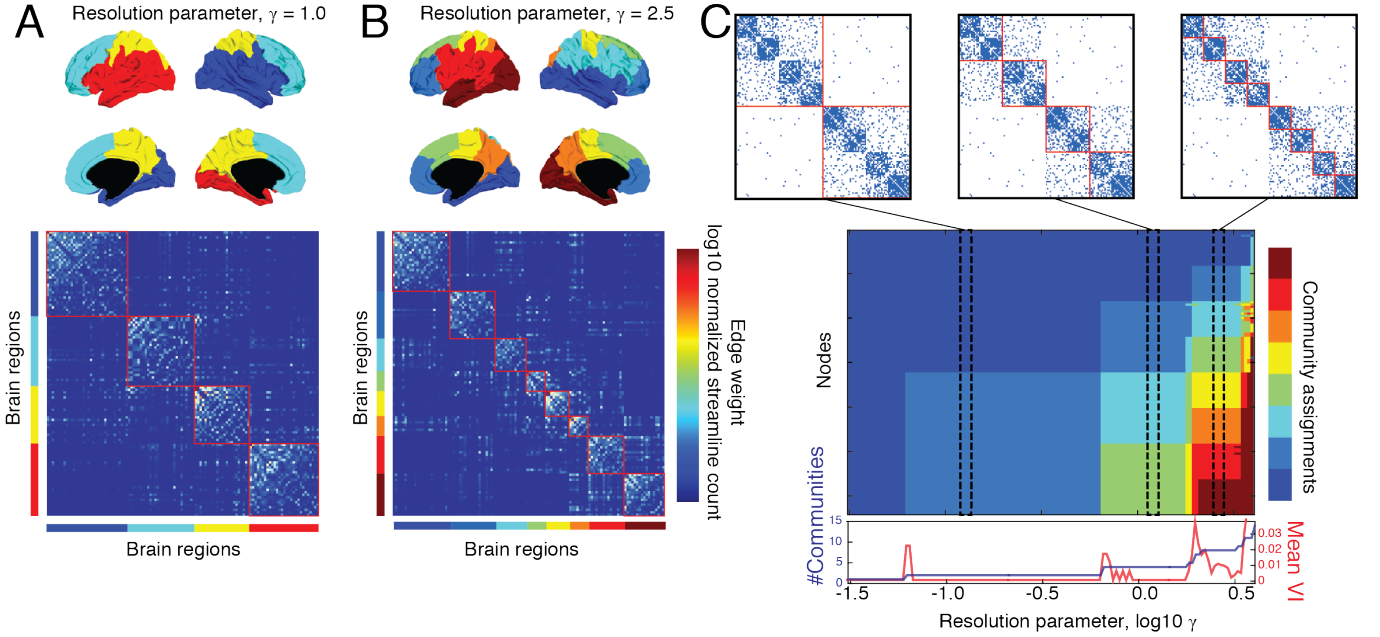 A
Resolution parameter, γ = 1.0
B
Resolution parameter, γ = 2.5
C
Brain regions
Brain regions
Brain regions
Brain regions
log10 normalized streamline count
Edge weight
Nodes
Community assignments
#Communities
15
10
5
0
Mean VI
0.03
0.02
0.01
0
-1.5
-1.0
-0.5
0.0
0.5
Resolution parameter, log10 γ